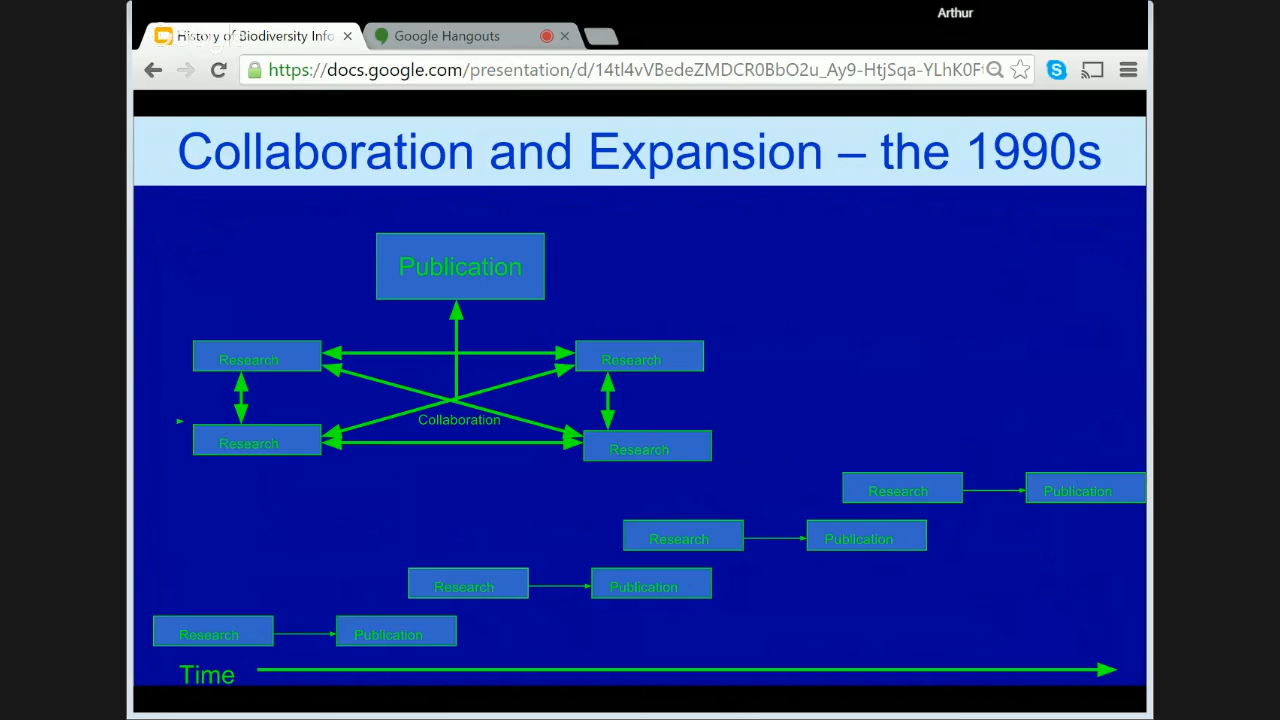 Arthur
History of Biodiversity Info
Google Hangouts
https://docs.google.com/presentation/d/14tl4vVBedeZMDCR0BbO2u_Ay9-HtjSqa-YLhK0F
Collaboration and Expansion – the 1990s
Publication
Research
Research
Collaboration
Research
Research
Research
Publication
Research
Publication
Research
Publication
Research
Publication
Time